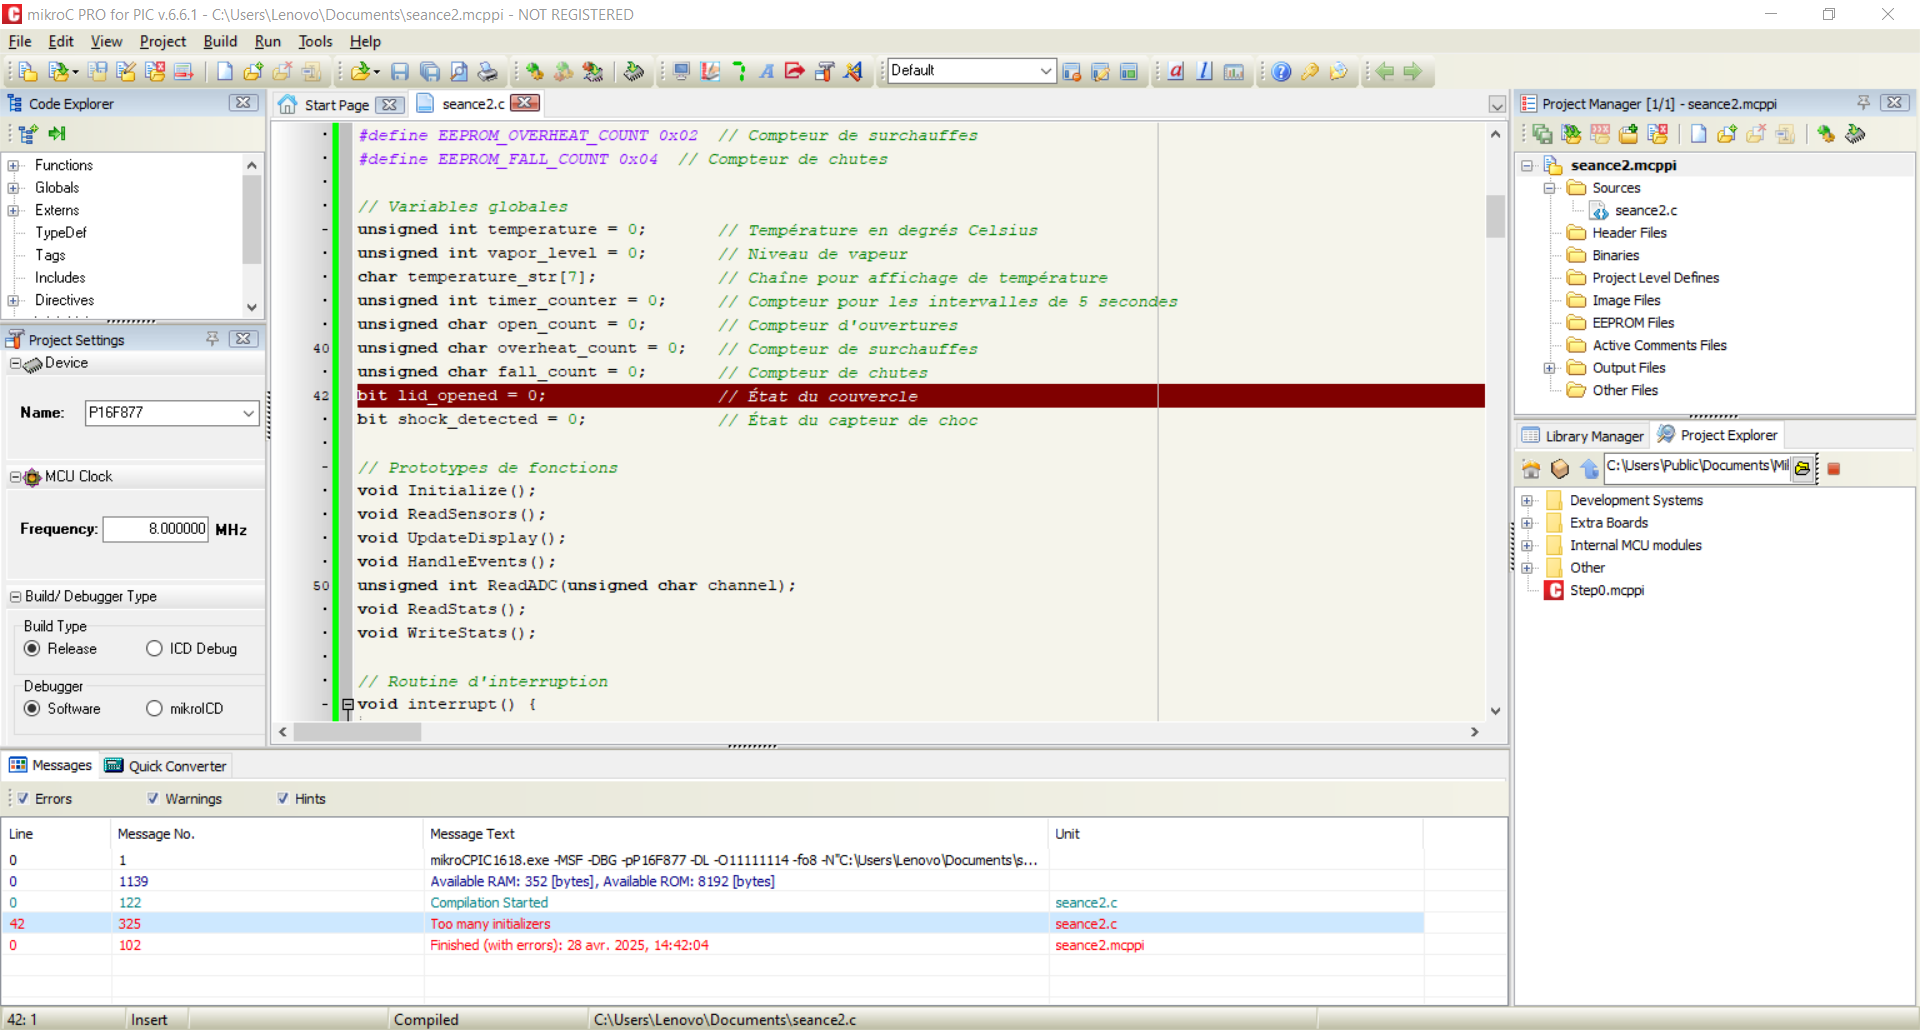 mikroC PRO for PIC v.6.6.1 - C:\Users\Lenovo\Documents\seance2.mcppi - NOT REGISTERED
File Edit View Project Build Run Tools Help
Default
Code Explorer
Functions
Globals
Externs
TypeDef
Tags
Includes
Directives
Project Settings
Device
Name: P16F877
MCU Clock
Frequency: 8.000000 MHz
Build/ Debugger Type
Build Type
Release ICD Debug
Debugger
Software mikroICD
Start Page seance2.c
#define EEPROM_OVERHEAT_COUNT 0x02 // Compteur de surchauffes
#define EEPROM_FALL_COUNT 0x04 // Compteur de chutes
// Variables globales
unsigned int temperature = 0; // Température en degrés Celsius
unsigned int vapor_level = 0; // Niveau de vapeur
char temperature_str[7]; // Chaîne pour affichage de température
unsigned int timer_counter = 0; // Compteur pour les intervalles de 5 secondes
unsigned char open_count = 0; // Compteur d'ouvertures
40 unsigned char overheat_count = 0; // Compteur de surchauffes
unsigned char fall_count = 0; // Compteur de chutes
42 bit lid_opened = 0; // État du couvercle
bit shock_detected = 0; // État du capteur de choc
// Prototypes de fonctions
void Initialize();
void ReadSensors();
void UpdateDisplay();
void HandleEvents();
50 unsigned int ReadADC(unsigned char channel);
void ReadStats();
void WriteStats();
// Routine d'interruption
void interrupt() {
Project Manager [1/1] - seance2.mcppi
seance2.mcppi
Sources
seance2.c
Header Files
Binaries
Project Level Defines
Image Files
EEPROM Files
Active Comments Files
Output Files
Other Files
Library Manager Project Explorer
C:\Users\Public\Documents\Mil
Development Systems
Extra Boards
Internal MCU modules
Other
Step0.mcppi
Messages Quick Converter
Errors Warnings Hints
Line Message No. Message Text Unit
0 1 mikroCPIC1618.exe -MSF -DBG -pP16F877 -DL -O11111114 -fo8 -N"C:\Users\Lenovo\Documents\s...
0 1139 Available RAM: 352 [bytes], Available ROM: 8192 [bytes]
0 122 Compilation Started seance2.c
42 325 Too many initializers seance2.c
0 102 Finished (with errors): 28 avr. 2025, 14:42:04 seance2.mcppi
42: 1 Insert Compiled C:\Users\Lenovo\Documents\seance2.c